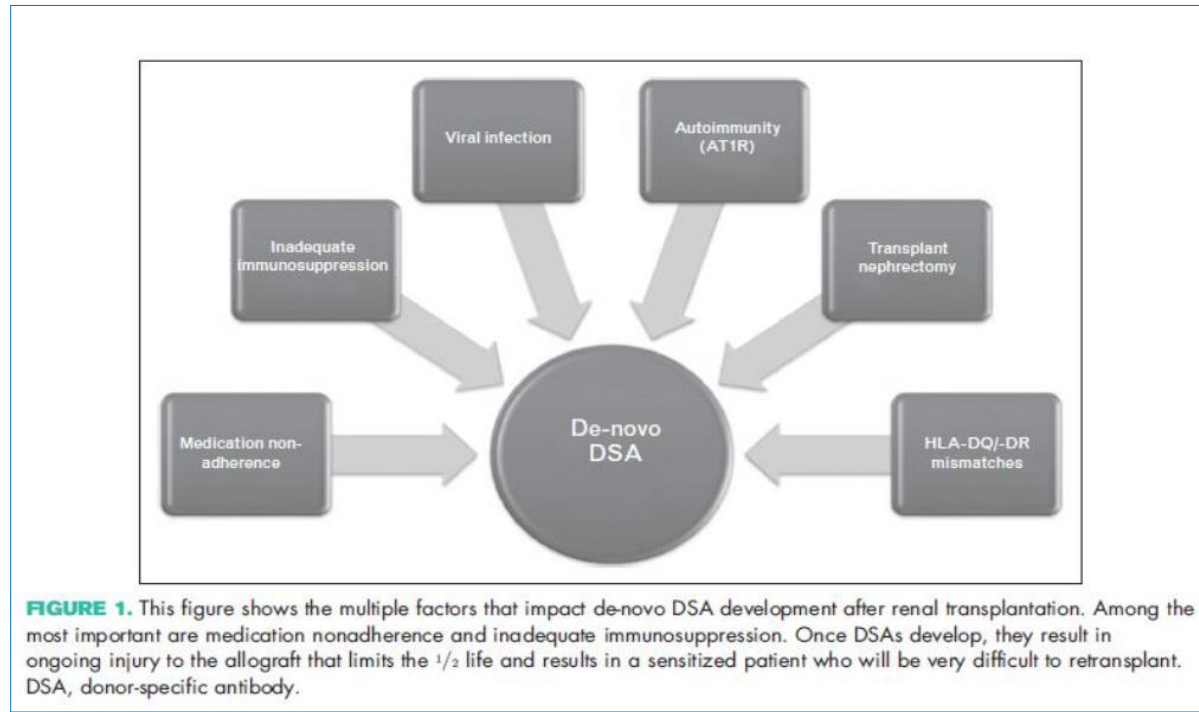 Viral infection
Autoimmunity
(AT1R)
Inadequate
immunosuppression
Transplant
nephrectomy
Medication non-
adherence
De-novo
DSA
HLA-DQ/-DR
mismatches
FIGURE 1. This figure shows the multiple factors that impact de-novo DSA development after renal transplantation. Among the
most important are medication nonadherence and inadequate immunosuppression. Once DSAs develop, they result in
ongoing injury to the allograft that limits the 1/2 life and results in a sensitized patient who will be very difficult to retransplant.
DSA, donor-specific antibody.